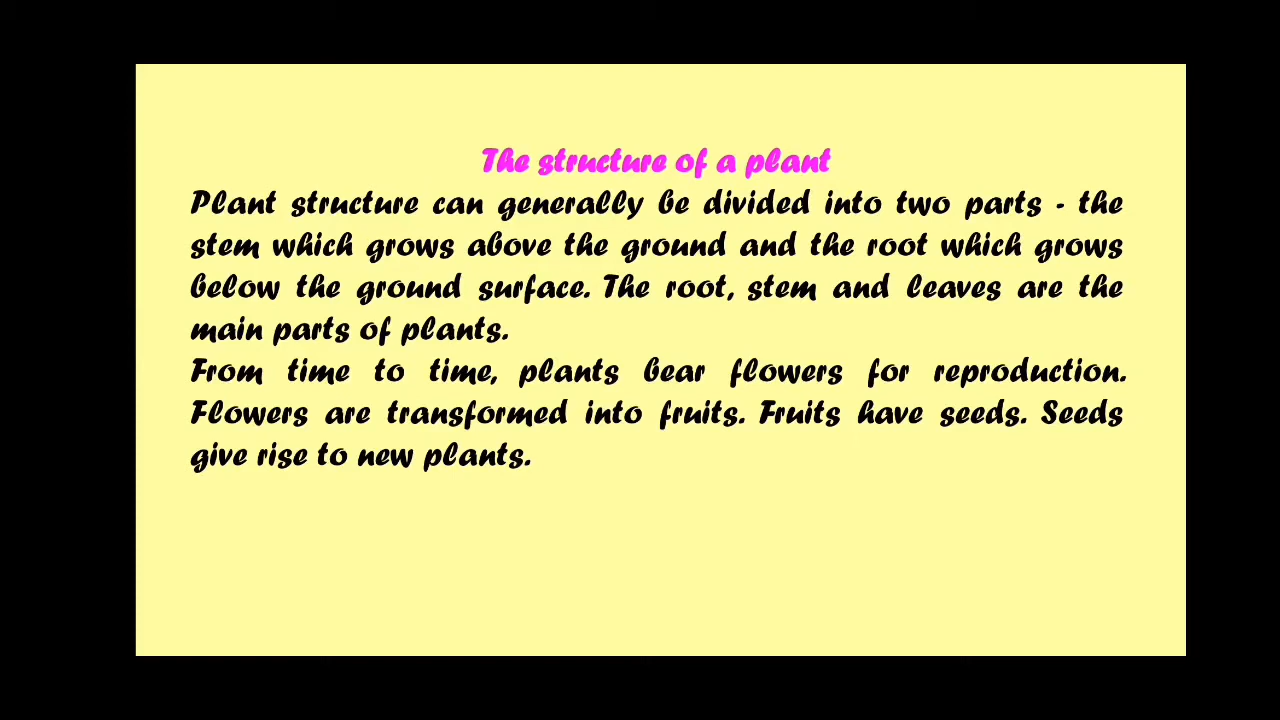 The structure of a plant
Plant structure can generally be divided into two parts - the
stem which grows above the ground and the root which grows
below the ground surface. The root, stem and leaves are the
main parts of plants.
From time to time, plants bear flowers for reproduction.
Flowers are transformed into fruits. Fruits have seeds. Seeds
give rise to new plants.